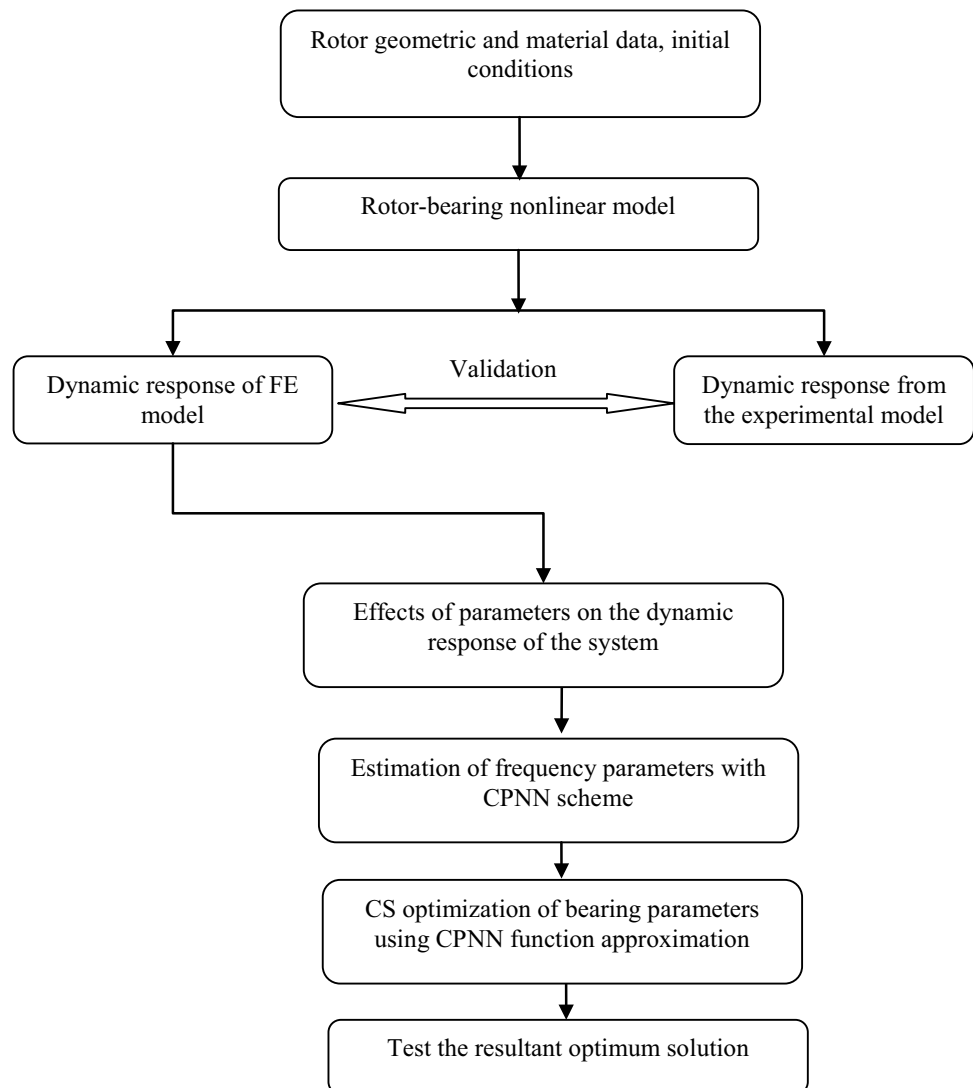 Rotor geometric and material data, initial
conditions
Rotor-bearing nonlinear model
Dynamic response of FE
model
Validation
Dynamic response from
the experimental model
Effects of parameters on the dynamic
response of the system
Estimation of frequency parameters with
CPNN scheme
CS optimization of bearing parameters
using CPNN function approximation
Test the resultant optimum solution